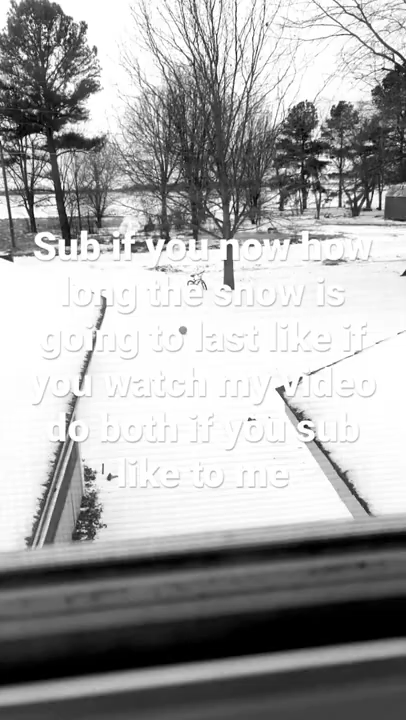 Sub if you now how
long the snow is
going to last like if
you watch my video
do both if you sub
like to me